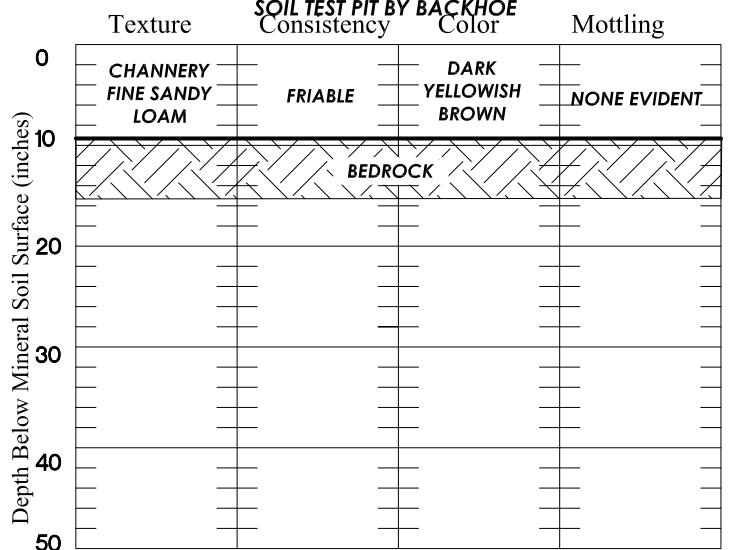 SOIL TEST PIT BY BACKHOE
Texture Consistency Color Mottling
Depth Below Mineral Soil Surface (inches)
0
CHANNERY
FINE SANDY
LOAM
FRIABLE
DARK
YELLOWISH
BROWN
NONE EVIDENT
10
BEDROCK
20
30
40
50